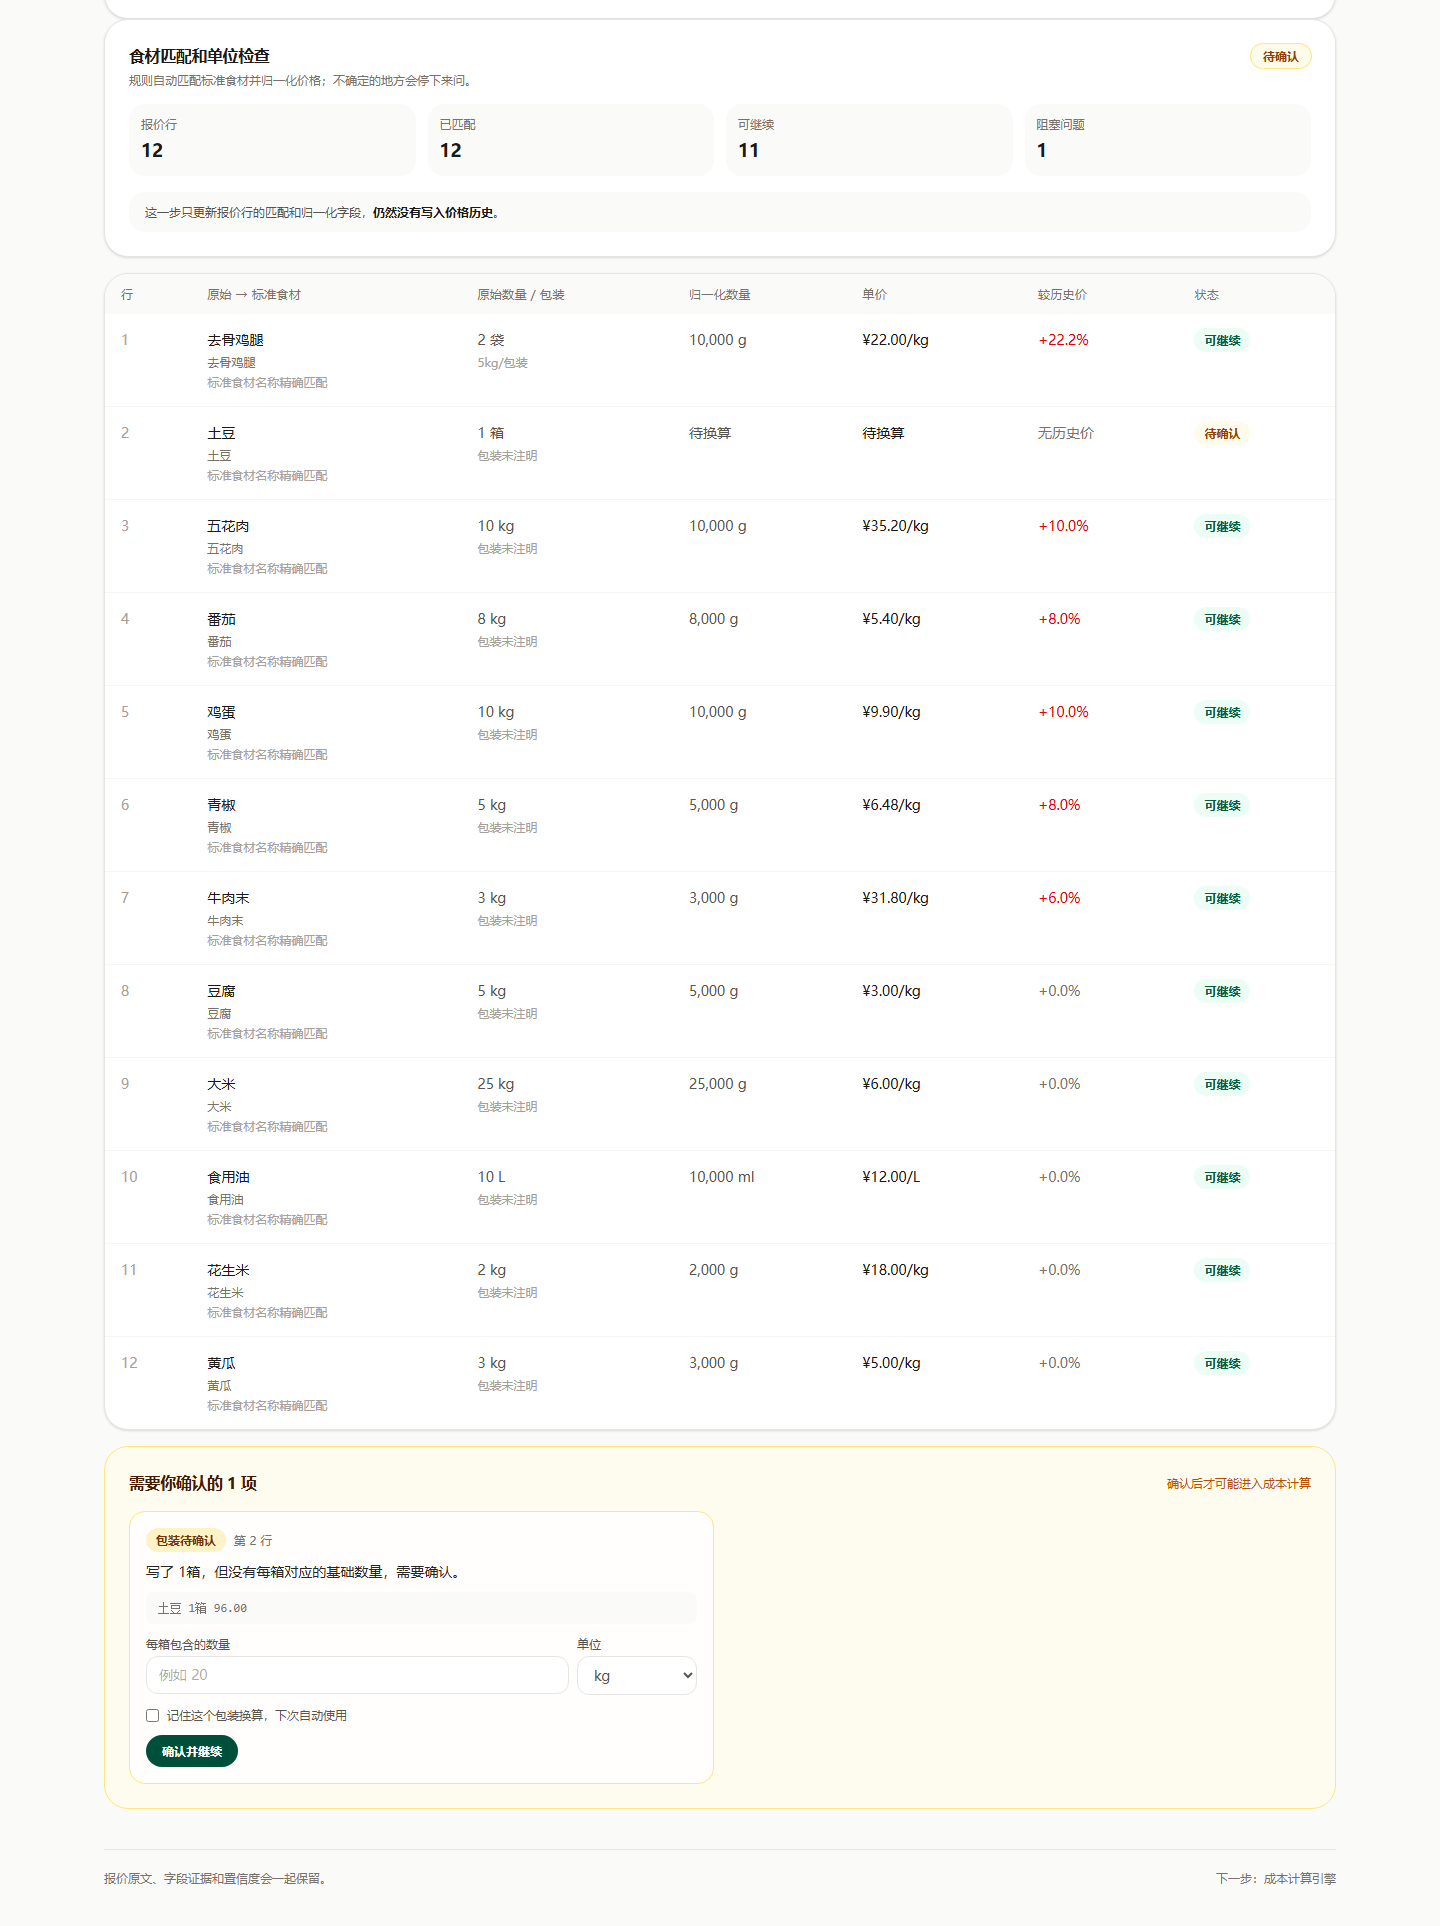 食材匹配和单位检查
待确认
规则自动匹配标准食材并归一化价格；不确定的地方会停下来问。
报价行
已匹配
可继续
阻塞问题
12
12
11
1
这一步只更新报价行的匹配和归一化字段，仍然没有写入价格历史。
行 原始 → 标准食材 原始数量 / 包装 归一化数量 单价 较历史价 状态
1 去骨鸡腿 2 袋 10,000 g ¥22.00/kg +22.2% 可继续
去骨鸡腿 5kg/包装
标准食材名称精确匹配
2 土豆 1 箱 待换算 待换算 无历史价 待确认
土豆 包装未注明
标准食材名称精确匹配
3 五花肉 10 kg 10,000 g ¥35.20/kg +10.0% 可继续
五花肉 包装未注明
标准食材名称精确匹配
4 番茄 8 kg 8,000 g ¥5.40/kg +8.0% 可继续
番茄 包装未注明
标准食材名称精确匹配
5 鸡蛋 10 kg 10,000 g ¥9.90/kg +10.0% 可继续
鸡蛋 包装未注明
标准食材名称精确匹配
6 青椒 5 kg 5,000 g ¥6.48/kg +8.0% 可继续
青椒 包装未注明
标准食材名称精确匹配
7 牛肉末 3 kg 3,000 g ¥31.80/kg +6.0% 可继续
牛肉末 包装未注明
标准食材名称精确匹配
8 豆腐 5 kg 5,000 g ¥3.00/kg +0.0% 可继续
豆腐 包装未注明
标准食材名称精确匹配
9 大米 25 kg 25,000 g ¥6.00/kg +0.0% 可继续
大米 包装未注明
标准食材名称精确匹配
10 食用油 10 L 10,000 ml ¥12.00/L +0.0% 可继续
食用油 包装未注明
标准食材名称精确匹配
11 花生米 2 kg 2,000 g ¥18.00/kg +0.0% 可继续
花生米 包装未注明
标准食材名称精确匹配
12 黄瓜 3 kg 3,000 g ¥5.00/kg +0.0% 可继续
黄瓜 包装未注明
标准食材名称精确匹配
需要你确认的 1 项
确认后才可能进入成本计算
包装待确认 第 2 行
写了 1箱，但没有每箱对应的基础数量，需要确认。
土豆 1箱 96.00
每箱包含的数量 单位
例如 20 kg
记住这个包装换算，下次自动使用
确认并继续
报价原文、字段证据和置信度会一起保留。
下一步：成本计算引擎